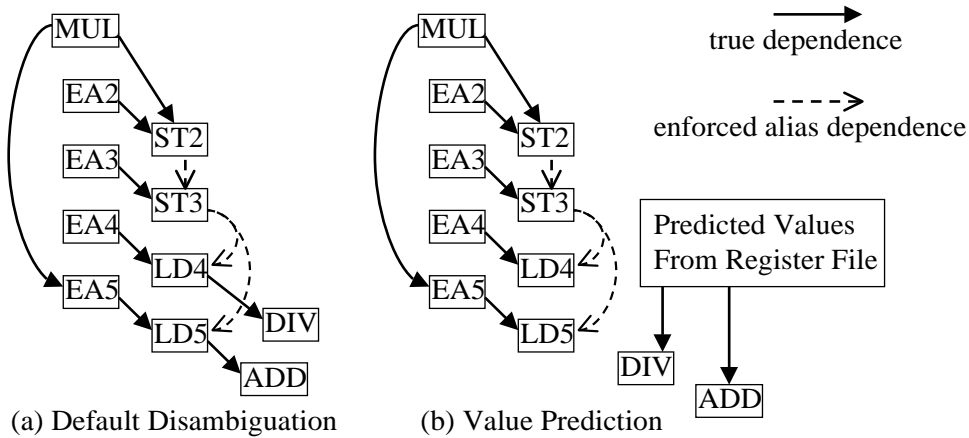 MUL
EA2
ST2
EA3
ST3
EA4
LD4
EA5
LD5
DIV
ADD
(a) Default Disambiguation
MUL
EA2
ST2
EA3
ST3
EA4
LD4
EA5
LD5
Predicted Values
From Register File
DIV
ADD
(b) Value Prediction
true dependence
enforced alias dependence